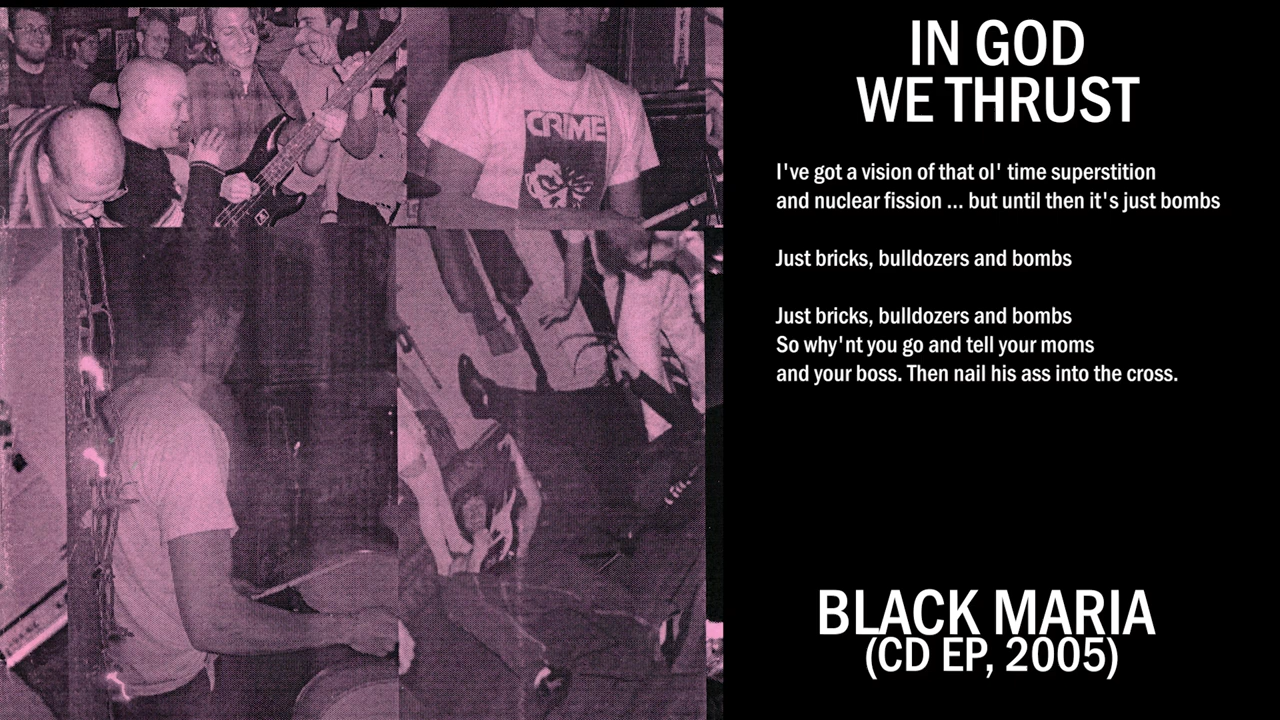 CRIME
IN GOD
WE THRUST
I've got a vision of that ol' time superstition
and nuclear fission ... but until then it's just bombs
Just bricks, bulldozers and bombs
Just bricks, bulldozers and bombs
So why'nt you go and tell your moms
and your boss. Then nail his ass into the cross.
BLACK MARIA
(CD EP, 2005)